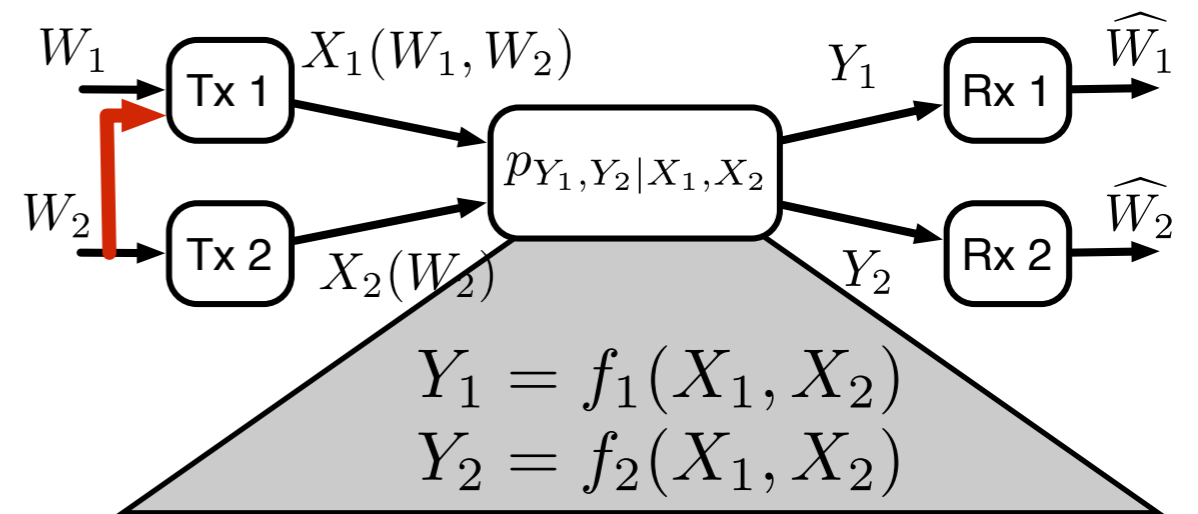 W_1
Tx 1
X_1(W_1, W_2)
Y_1
Rx 1
\widehat{W_1}
p_{Y_1,Y_2|X_1,X_2}
W_2
Tx 2
X_2(W_2)
Y_2
Rx 2
\widehat{W_2}
Y_1 = f_1(X_1, X_2)
Y_2 = f_2(X_1, X_2)